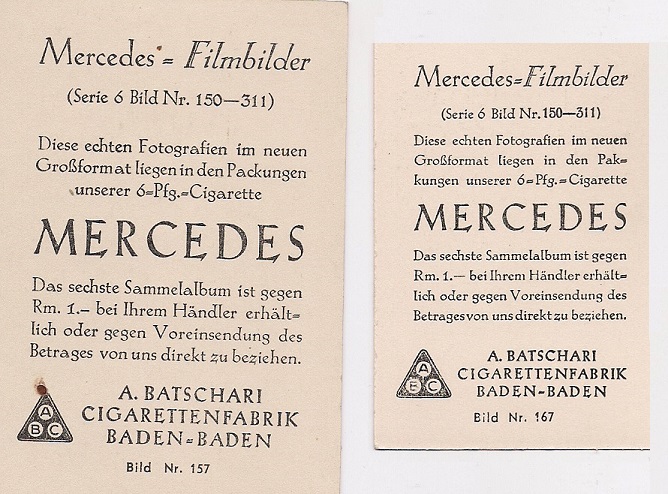 Mercedes = Filmbilder
(Serie 6 Bild Nr. 150—311)
Diese echten Fotografien im neuen
Großformat liegen in den Packungen
unserer 6=Pfg.=Cigarette
MERCEDES
Das sechste Sammelalbum ist gegen
Rm. 1.– bei Ihrem Händler erhält=
lich oder gegen Voreinsendung des
Betrages von uns direkt zu beziehen.
A
B C
A. BATSCHARI
CIGARETTENFABRIK
BADEN=BADEN
Bild Nr. 157
Mercedes=Filmbilder
(Serie 6 Bild Nr. 150—311)
Diese echten Fotografien im neuen
Großformat liegen in den Pak=
kungen unserer 6=Pfg.=Cigarette
MERCEDES
Das sechste Sammelalbum ist gegen
Rm. 1.— bei Ihrem Händler erhält=
lich oder gegen Voreinsendung des
Betrages von uns direkt zu beziehen.
A
B C
A. BATSCHARI
CIGARETTENFABRIK
BADEN=BADEN
Bild Nr. 167